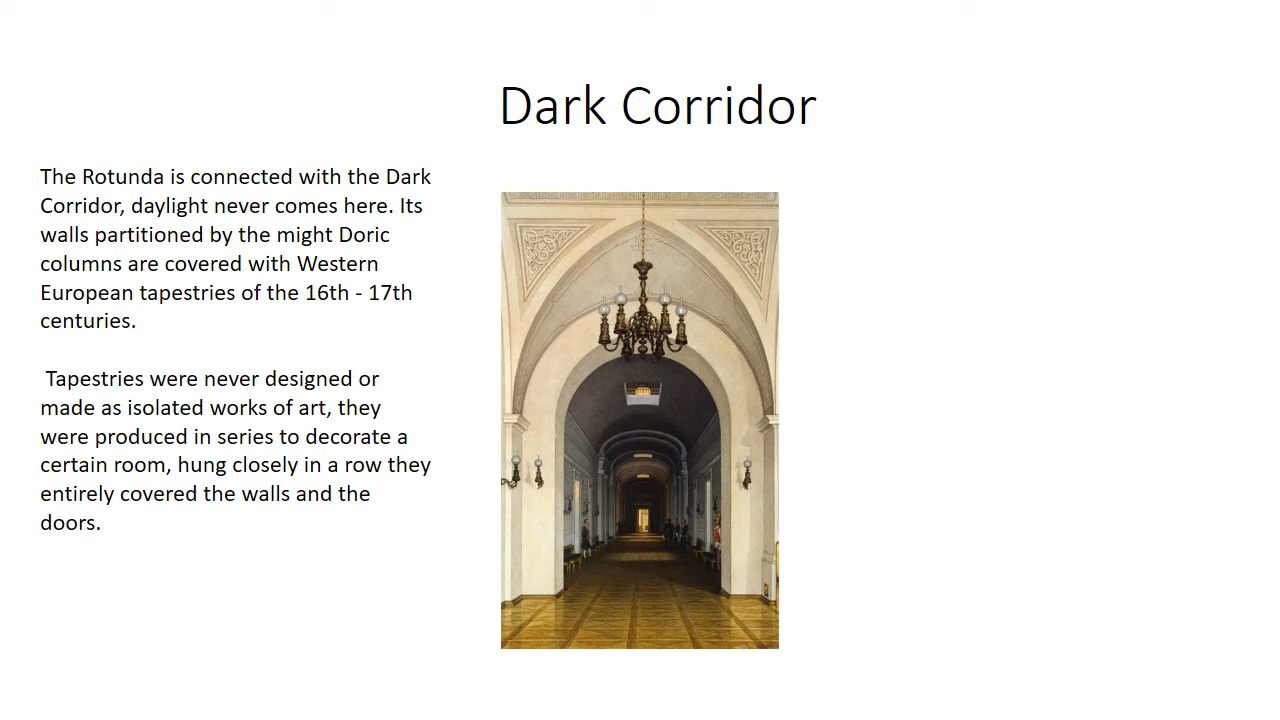 Dark Corridor
The Rotunda is connected with the Dark
Corridor, daylight never comes here. Its
walls partitioned by the might Doric
columns are covered with Western
European tapestries of the 16th - 17th
centuries.
Tapestries were never designed or
made as isolated works of art, they
were produced in series to decorate a
certain room, hung closely in a row they
entirely covered the walls and the
doors.